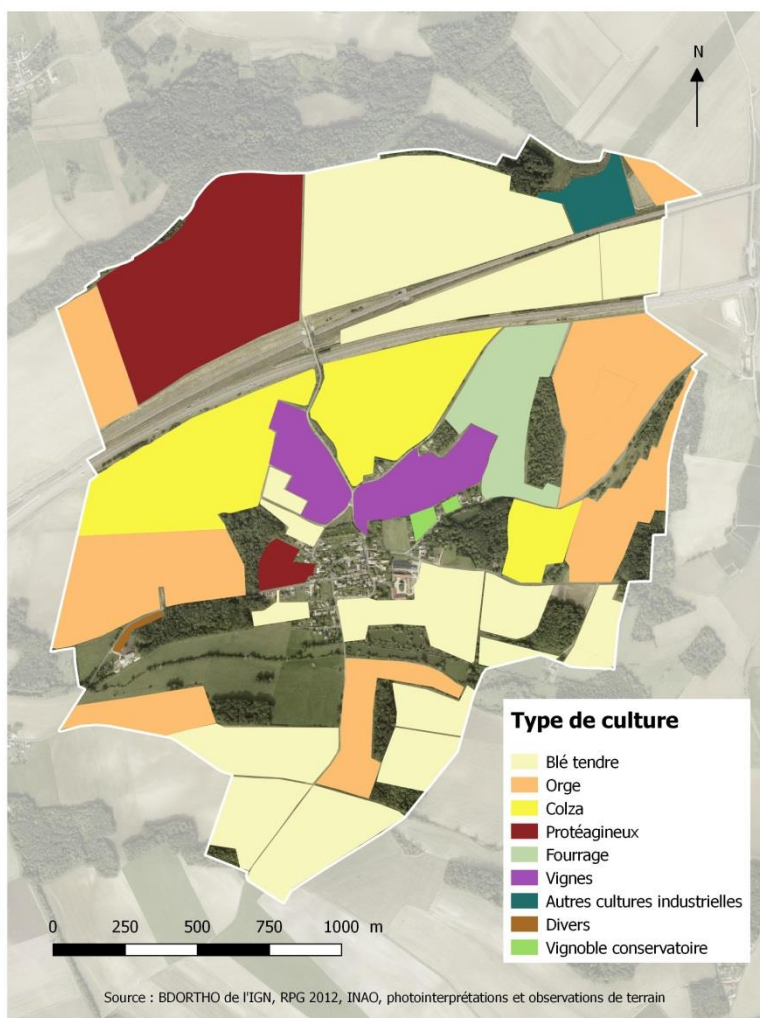 N
Type de culture
Blé tendre
Orge
Colza
Protéagineux
Fourrage
Vignes
Autres cultures industrielles
Divers
Vignoble conservatoire
0 250 500 750 1000 m
Source : BDORTHO de l'IGN, RPG 2012, INAO, photointerprétations et observations de terrain